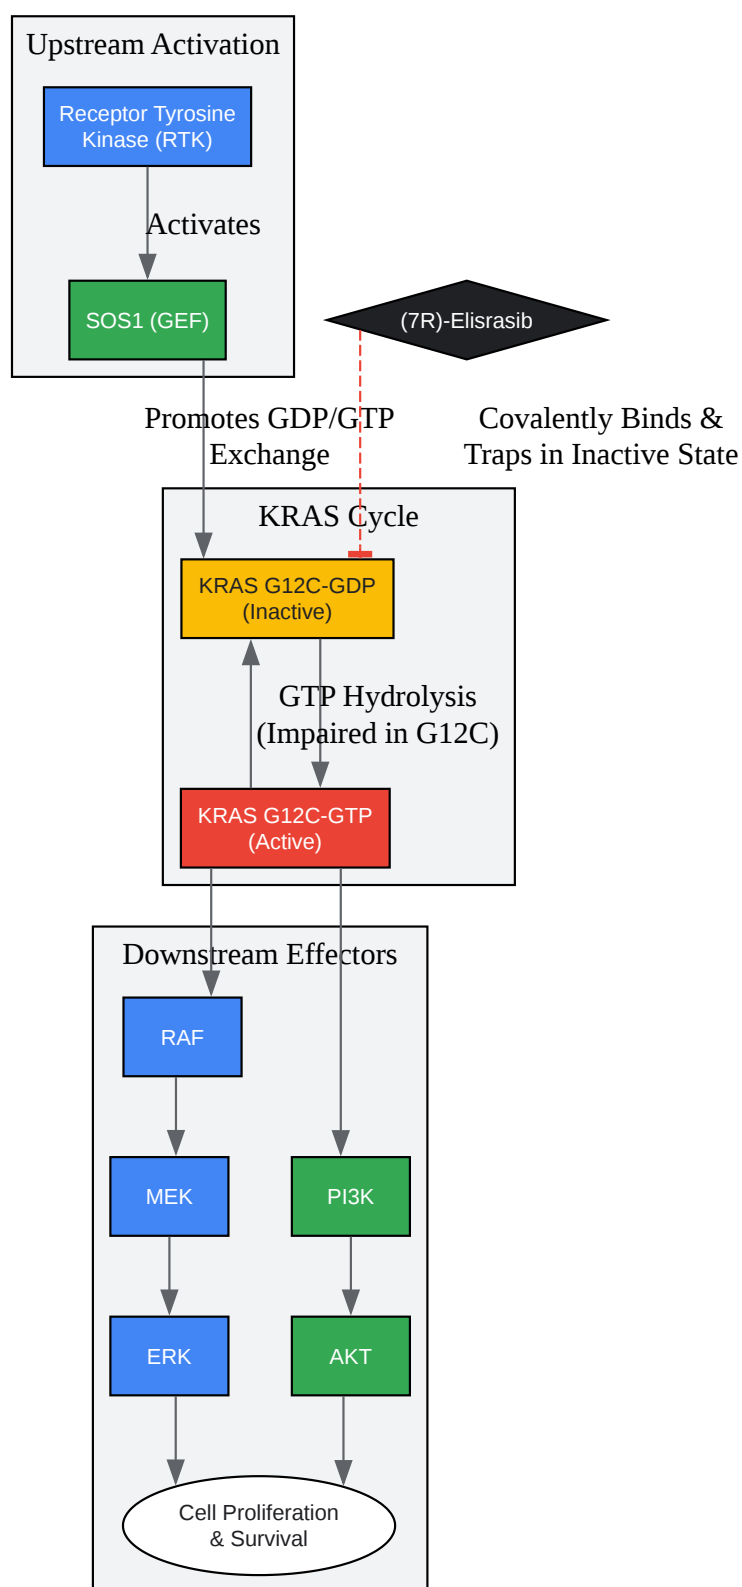 Upstream Activation
Receptor Tyrosine
Kinase (RTK)
Activates
SOS1 (GEF)
(7R)-Elisrasib
Promotes GDP/GTP
Exchange
Covalently Binds &
Traps in Inactive State
KRAS Cycle
KRAS G12C-GDP
(Inactive)
GTP Hydrolysis
(Impaired in G12C)
KRAS G12C-GTP
(Active)
Downstream Effectors
RAF
MEK
PI3K
ERK
AKT
Cell Proliferation
& Survival